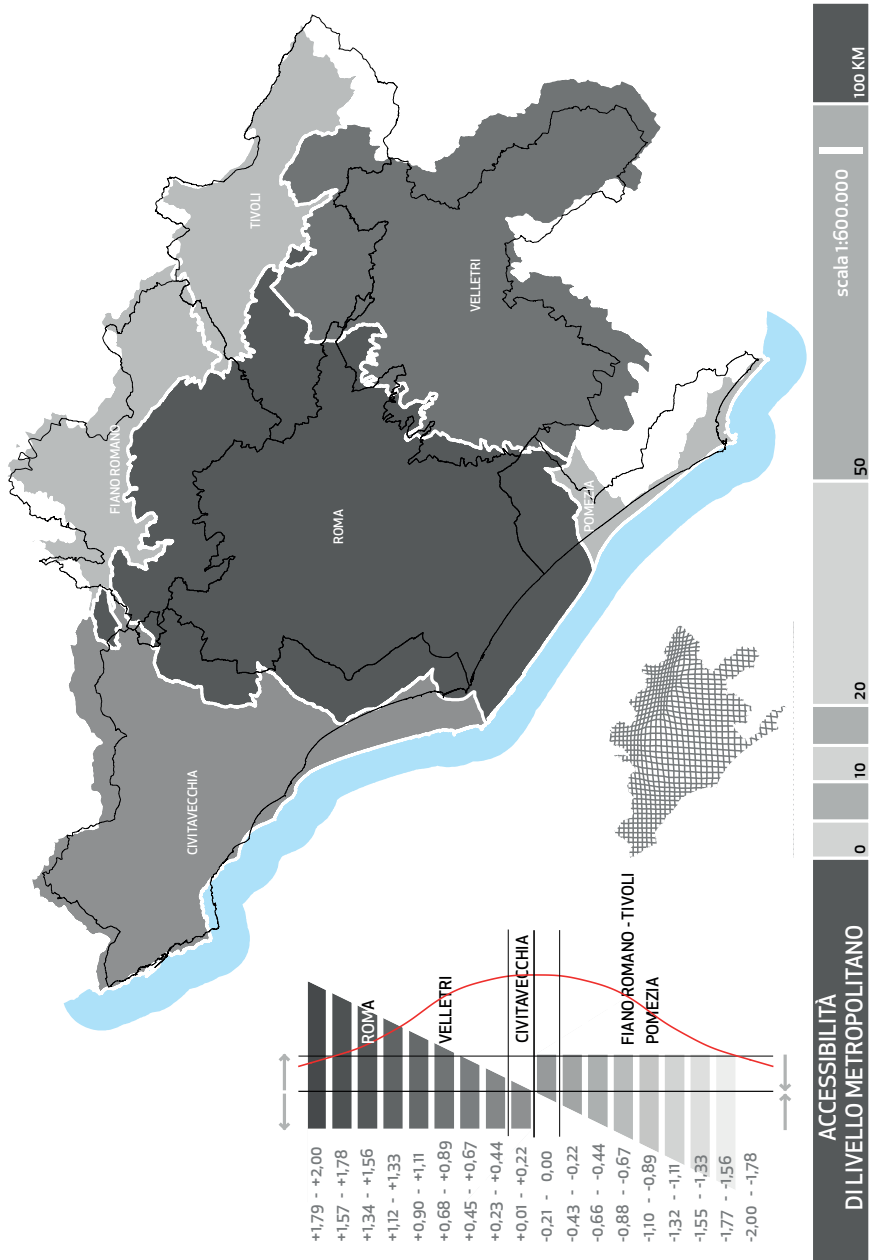 TIVOLI
FIANO ROMANO
VELLETRI
ROMA
POMEZIA
CIVITAVECCHIA
+1,79 - +2,00
+1,57 - +1,78
+1,34 - +1,56
+1,12 - +1,33
+0,90 - +1,11
+0,68 - +0,89
+0,45 - +0,67
+0,23 - +0,44
+0,01 - +0,22
-0,21 - 0,00
-0,43 - -0,22
-0,66 - -0,44
-0,88 - -0,67
-1,10 - -0,89
-1,32 - -1,11
-1,55 - -1,33
-1,77 - -1,56
-2,00 - -1,78
ROMA
VELLETRI
CIVITAVECCHIA
FIANO ROMANO - TIVOLI
POMEZIA
ACCESSIBILITÀ
DI LIVELLO METROPOLITANO
0 10 20 50 100 KM
scala 1:600.000